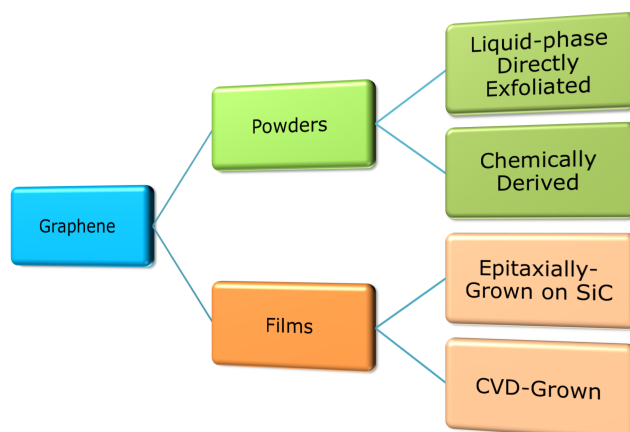 Liquid-phase
Directly
Exfoliated
Powders
Chemically
Derived
Graphene
Epitaxially-
Grown on SiC
Films
CVD-Grown